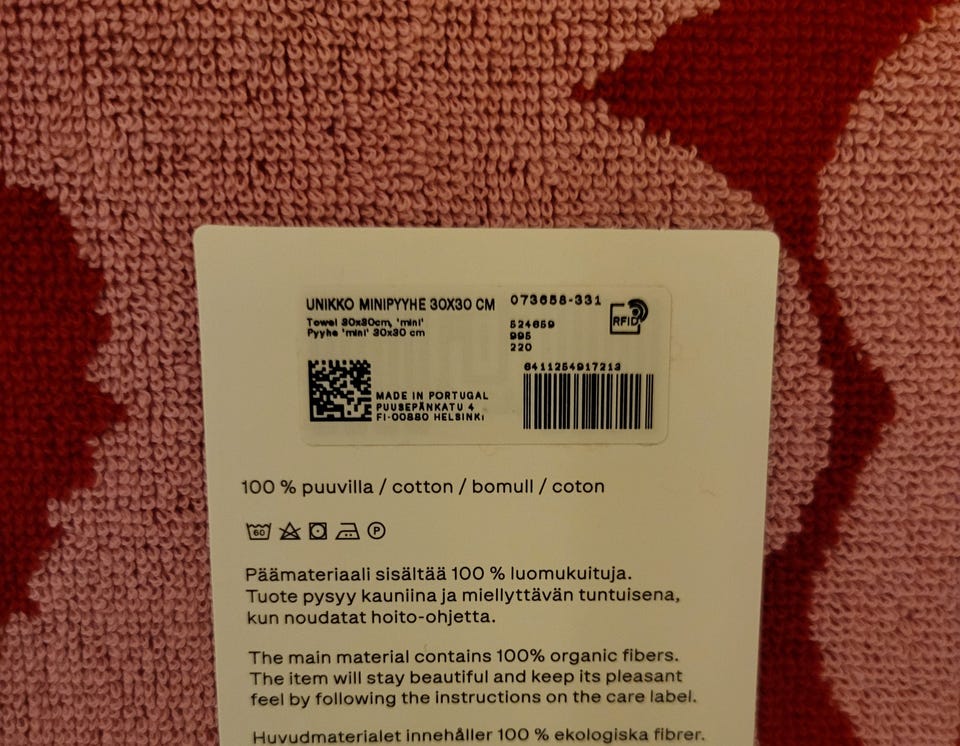 UNIKKO MINIPYYHE 30X30 CM
Towel 30x30cm, 'mini'
Pyyhe 'mini' 30x30 cm
073658-331
524659
995
220
RFID
6411254917213
MADE IN PORTUGAL
PUUSEPÄNKATU 4
FI-00880 HELSINKI
100 % puuvilla / cotton / bomull / coton
60
P
Päämateriaali sisältää 100 % luomukuituja.
Tuote pysyy kauniina ja miellyttävän tuntuisena,
kun noudatat hoito-ohjetta.
The main material contains 100% organic fibers.
The item will stay beautiful and keep its pleasant
feel by following the instructions on the care label.
Huvudmaterialet innehåller 100 % ekologiska fibrer.